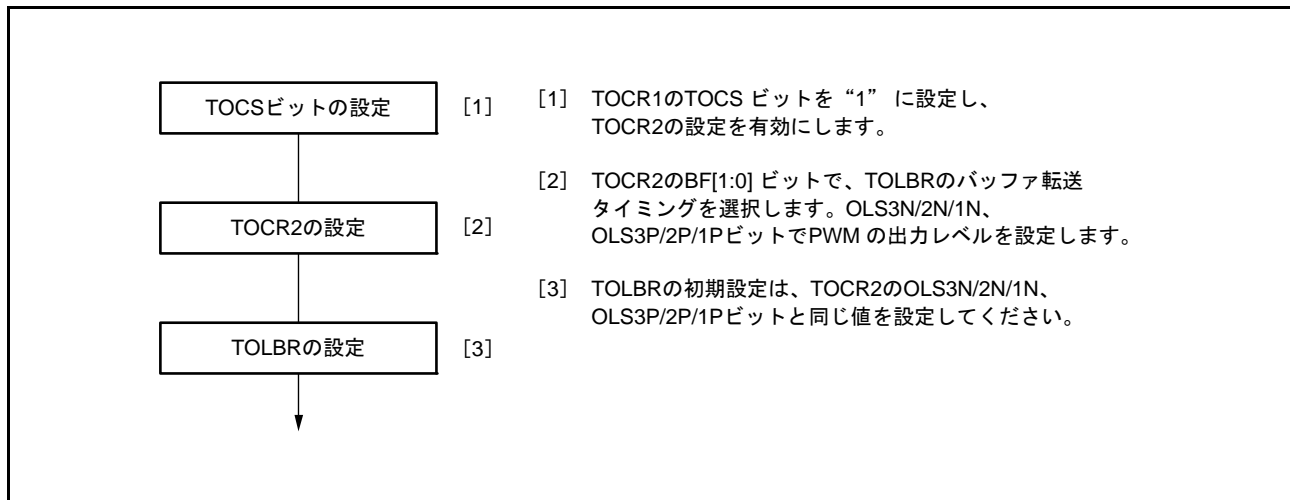 TOCSビットの設定 [1]
TOCR2の設定 [2]
TOLBRの設定 [3]
[1] TOCR1のTOCS ビットを“1” に設定し、
TOCR2の設定を有効にします。
[2] TOCR2のBF[1:0] ビットで、TOLBRのバッファ転送
タイミングを選択します。OLS3N/2N/1N、
OLS3P/2P/1PビットでPWM の出力レベルを設定します。
[3] TOLBRの初期設定は、TOCR2のOLS3N/2N/1N、
OLS3P/2P/1Pビットと同じ値を設定してください。